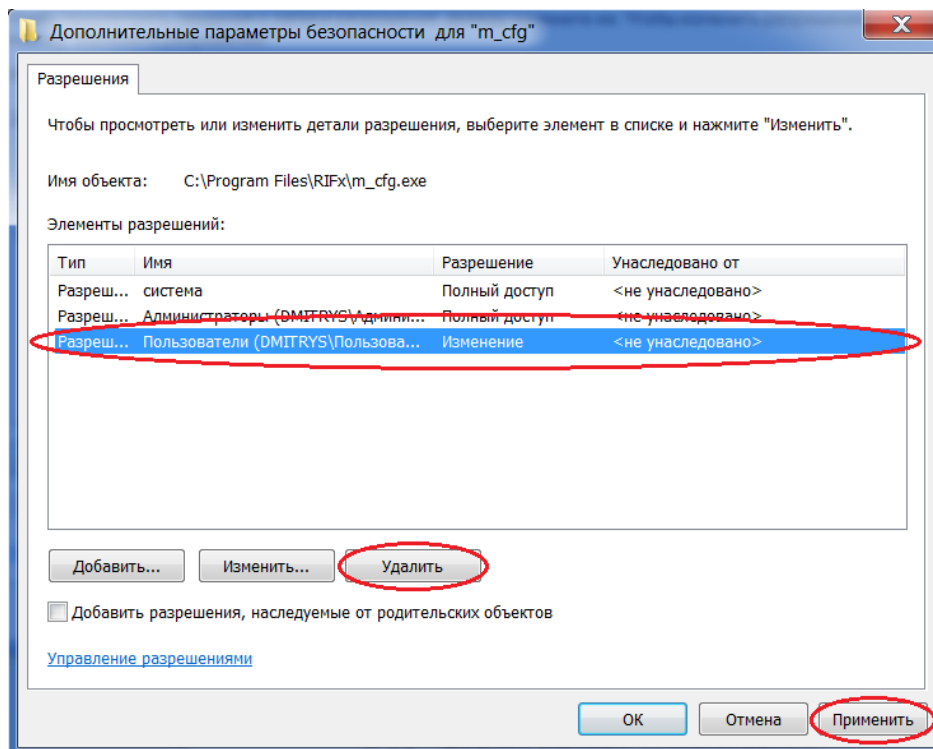 Дополнительные параметры безопасности для "m_cfg"
Разрешения
Чтобы просмотреть или изменить детали разрешения, выберите элемент в списке и нажмите "Изменить".
Имя объекта: C:\Program Files\RIFx\m_cfg.exe
Элементы разрешений:
Тип Имя Разрешение Унаследовано от
Разреш... система Полный доступ <не унаследовано>
Разреш... Администраторы (DMITRYS\Админи... Полный доступ <не унаследовано>
Разреш... Пользователи (DMITRYS\Пользова... Изменение <не унаследовано>
Добавить... Изменить... Удалить
Добавить разрешения, наследуемые от родительских объектов
Управление разрешениями
ОК Отмена Применить